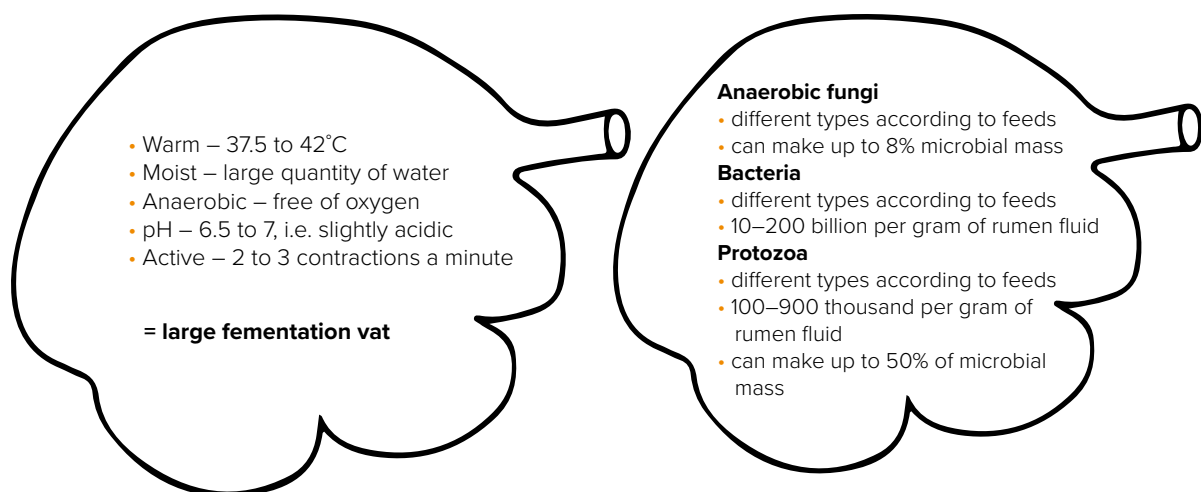 • Warm – 37.5 to 42°C
• Moist – large quantity of water
• Anaerobic – free of oxygen
• pH – 6.5 to 7, i.e. slightly acidic
• Active – 2 to 3 contractions a minute
= large fementation vat
Anaerobic fungi
• different types according to feeds
• can make up to 8% microbial mass
Bacteria
• different types according to feeds
• 10–200 billion per gram of rumen fluid
Protozoa
• different types according to feeds
• 100–900 thousand per gram of
rumen fluid
• can make up to 50% of microbial
mass